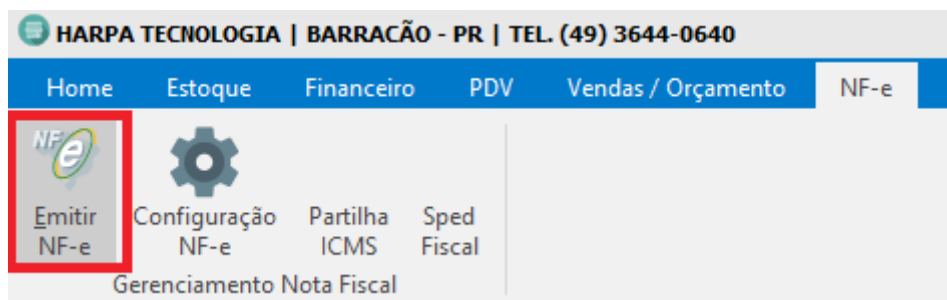 HARPA TECNOLOGIA | BARRACÃO - PR | TEL. (49) 3644-0640
Home Estoque Financeiro PDV Vendas / Orçamento NF-e
NF e
Emitir Configuração Partilha Sped
NF-e NF-e ICMS Fiscal
Gerenciamento Nota Fiscal